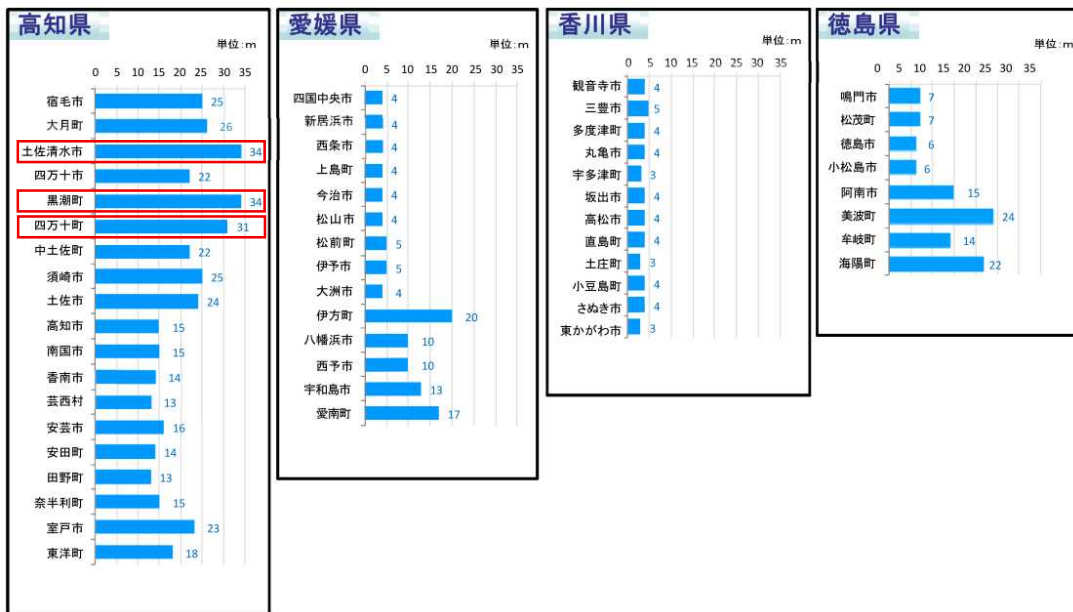 高知県
単位:m
0 5 10 15 20 25 30 35
宿毛市 25
大月町 26
土佐清水市 34
四万十市 22
黒潮町 34
四万十町 31
中土佐町 22
須崎市 25
土佐市 24
高知市 15
南国市 15
香南市 14
芸西村 13
安芸市 16
安田町 14
田野町 13
奈半利町 15
室戸市 23
東洋町 18
愛媛県
単位:m
0 5 10 15 20 25 30 35
四国中央市 4
新居浜市 4
西条市 4
上島町 4
今治市 4
松山市 4
松前町 5
伊予市 5
大洲市 4
伊方町 20
八幡浜市 10
西予市 10
宇和島市 13
愛南町 17
香川県
単位:m
0 5 10 15 20 25 30 35
観音寺市 4
三豊市 5
多度津町 4
丸亀市 4
宇多津町 3
坂出市 4
高松市 4
直島町 4
土庄町 3
小豆島町 4
さぬき市 4
東かがわ市 3
徳島県
単位:m
0 5 10 15 20 25 30 35
鳴門市 7
松茂町 7
徳島市 6
小松島市 6
阿南市 15
美波町 24
牟岐町 14
海陽町 22